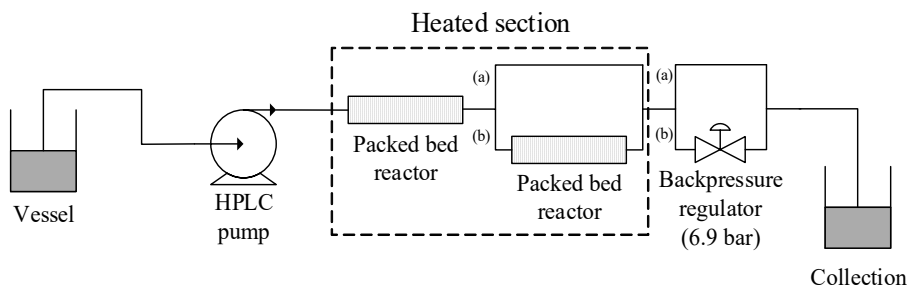 Heated section
(a)
(a)
(b)
(b)
Packed bed
reactor
Packed bed
reactor
Backpressure
regulator
(6.9 bar)
Vessel
HPLC
pump
Collection